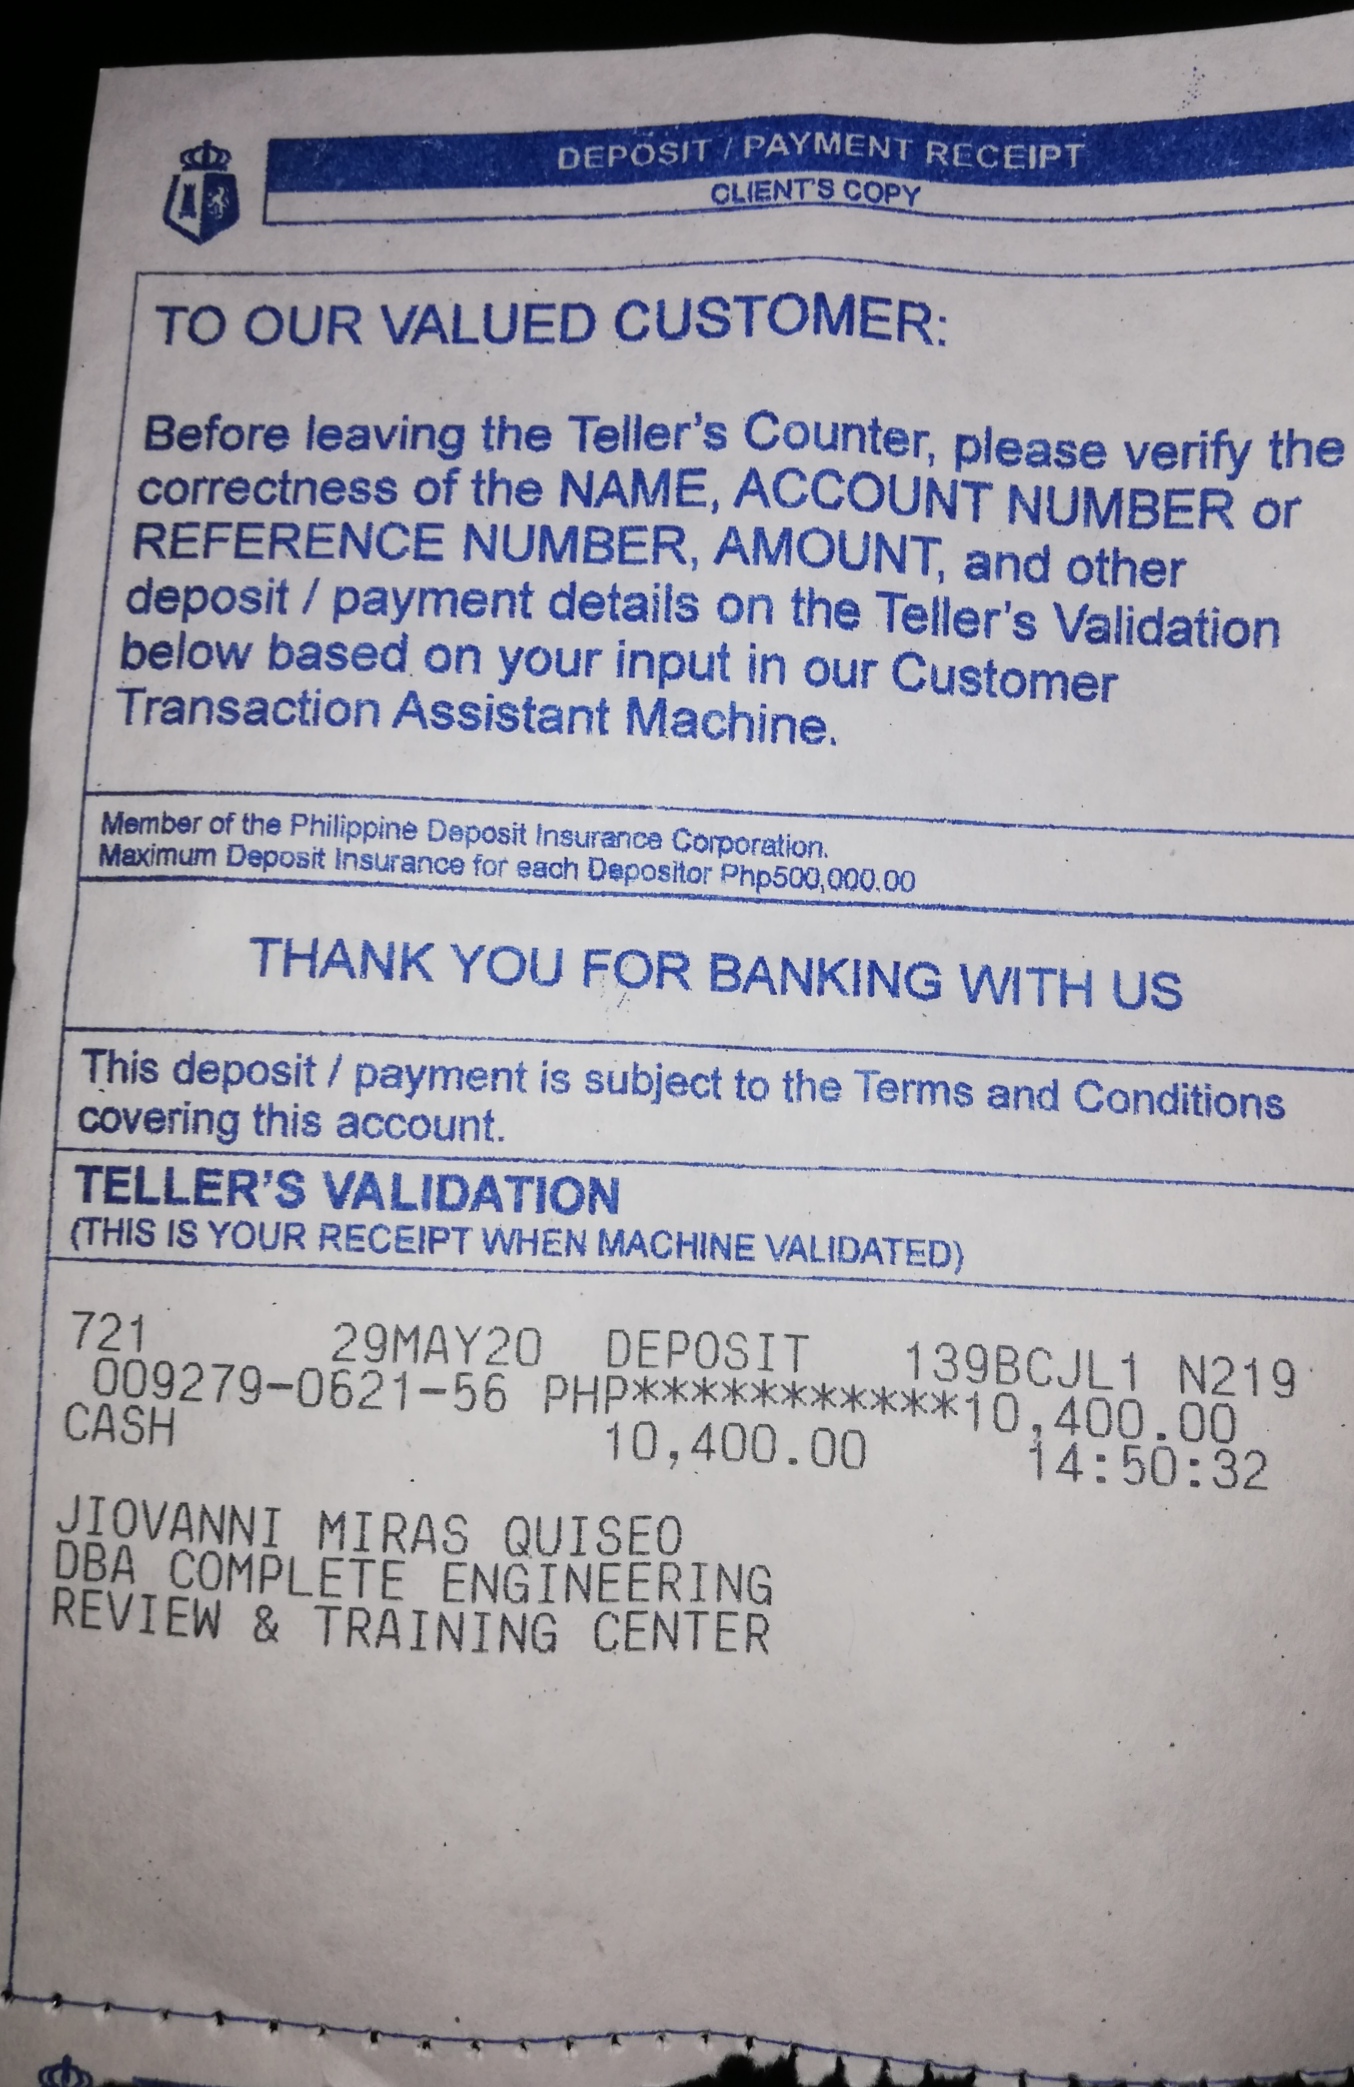 DEPOSIT / PAYMENT RECEIPT
CLIENT'S COPY
TO OUR VALUED CUSTOMER:
Before leaving the Teller's Counter, please verify the
correctness of the NAME, ACCOUNT NUMBER or
REFERENCE NUMBER, AMOUNT, and other
deposit / payment details on the Teller's Validation
below based on your input in our Customer
Transaction Assistant Machine.
Member of the Philippine Deposit Insurance Corporation.
Maximum Deposit Insurance for each Depositor Php500,000.00
THANK YOU FOR BANKING WITH US
This deposit / payment is subject to the Terms and Conditions
covering this account.
TELLER'S VALIDATION
(THIS IS YOUR RECEIPT WHEN MACHINE VALIDATED)
721 29MAY20 DEPOSIT 139BCJL1 N219
009279-0621-56 PHP***********10,400.00
CASH 10,400.00 14:50:32
JIOVANNI MIRAS QUISEO
DBA COMPLETE ENGINEERING
REVIEW & TRAINING CENTER